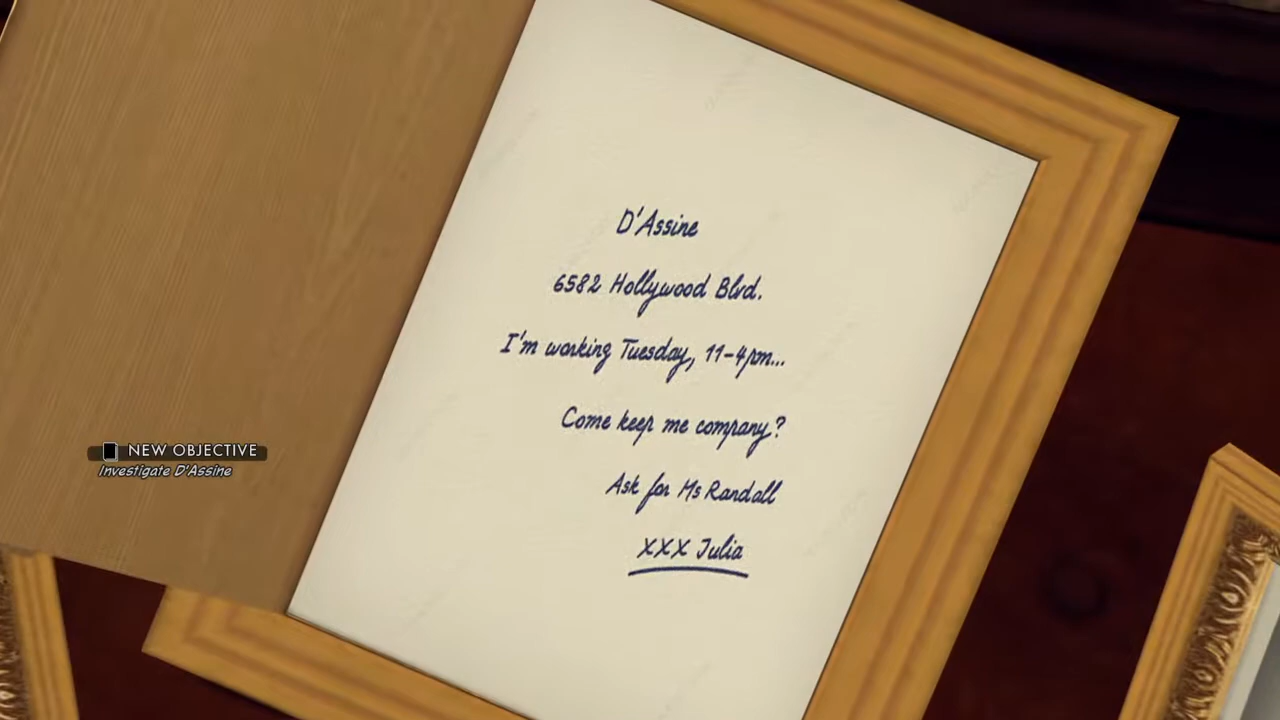 D'Assine
6582 Hollywood Blvd.
I'm working Tuesday, 11-4pm...
Come keep me company?
Ask for Ms Randall
XXX Julia
NEW OBJECTIVE
Investigate D'Assine